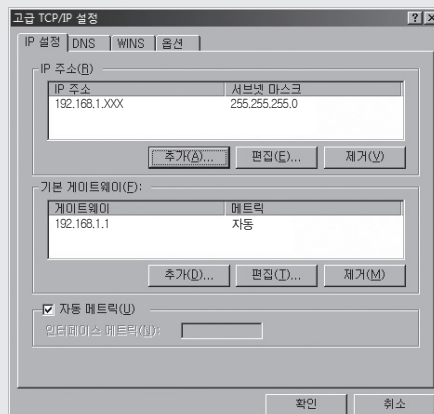 고급 TCP/IP 설정
IP 설정 DNS WINS 옵션
IP 주소(R)
IP 주소 서브넷 마스크
192.168.1.XXX 255.255.255.0
추가(A)... 편집(E)... 제거(V)
기본 게이트웨이(F):
게이트웨이 메트릭
192.168.1.1 자동
추가(D)... 편집(T)... 제거(M)
자동 메트릭(U)
인터페이스 메트릭(N):
확인 취소